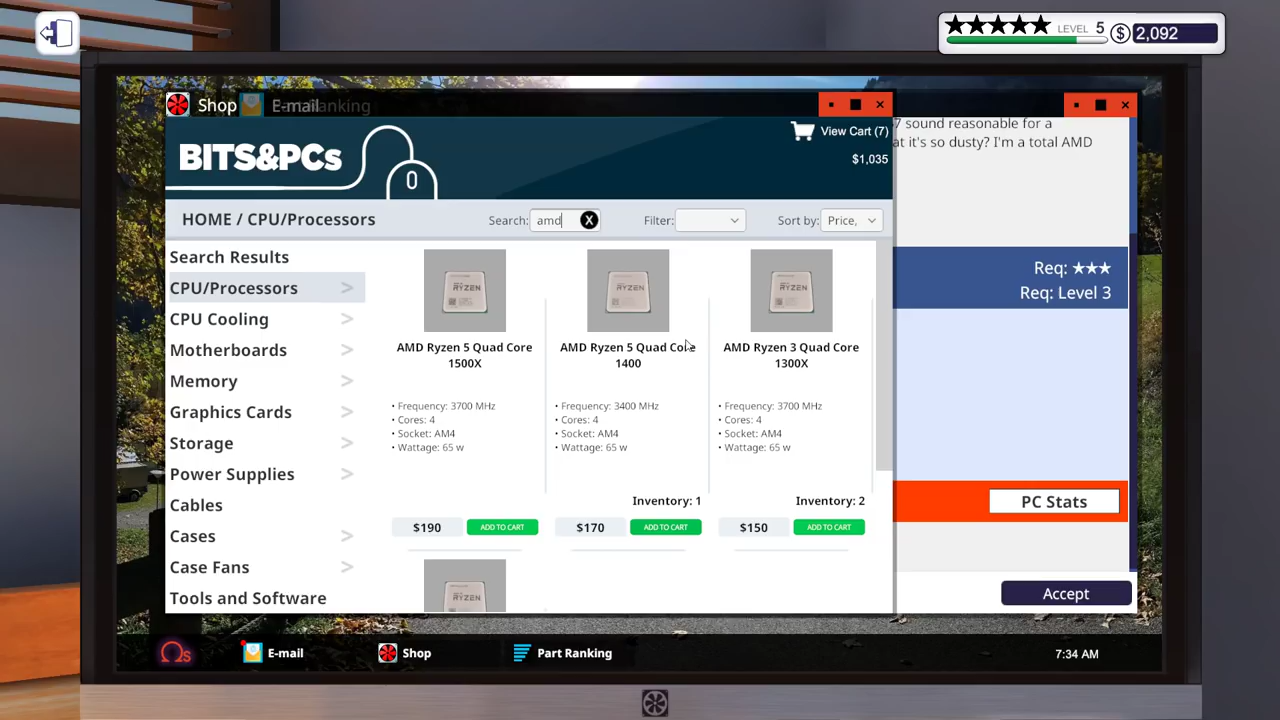 LEVEL 5 $ 2,092
Shop E-mail
View Cart (7)
$1,035
BITS&PCs
7 sound reasonable for a
at it's so dusty? I'm a total AMD
HOME / CPU/Processors
Search: amd X
Filter:
Sort by: Price,
Search Results
CPU/Processors >
CPU Cooling >
Motherboards >
Memory >
Graphics Cards >
Storage >
Power Supplies >
Cables
Cases >
Case Fans >
Tools and Software
AMD Ryzen 5 Quad Core
1500X
• Frequency: 3700 MHz
• Cores: 4
• Socket: AM4
• Wattage: 65 w
$190 ADD TO CART
AMD Ryzen 5 Quad Core
1400
• Frequency: 3400 MHz
• Cores: 4
• Socket: AM4
• Wattage: 65 w
Inventory: 1
$170 ADD TO CART
AMD Ryzen 3 Quad Core
1300X
• Frequency: 3700 MHz
• Cores: 4
• Socket: AM4
• Wattage: 65 w
Inventory: 2
$150 ADD TO CART
RYZEN
RYZEN
RYZEN
RYZEN
Req: ★★★
Req: Level 3
PC Stats
Accept
Ωs E-mail Shop Part Ranking 7:34 AM